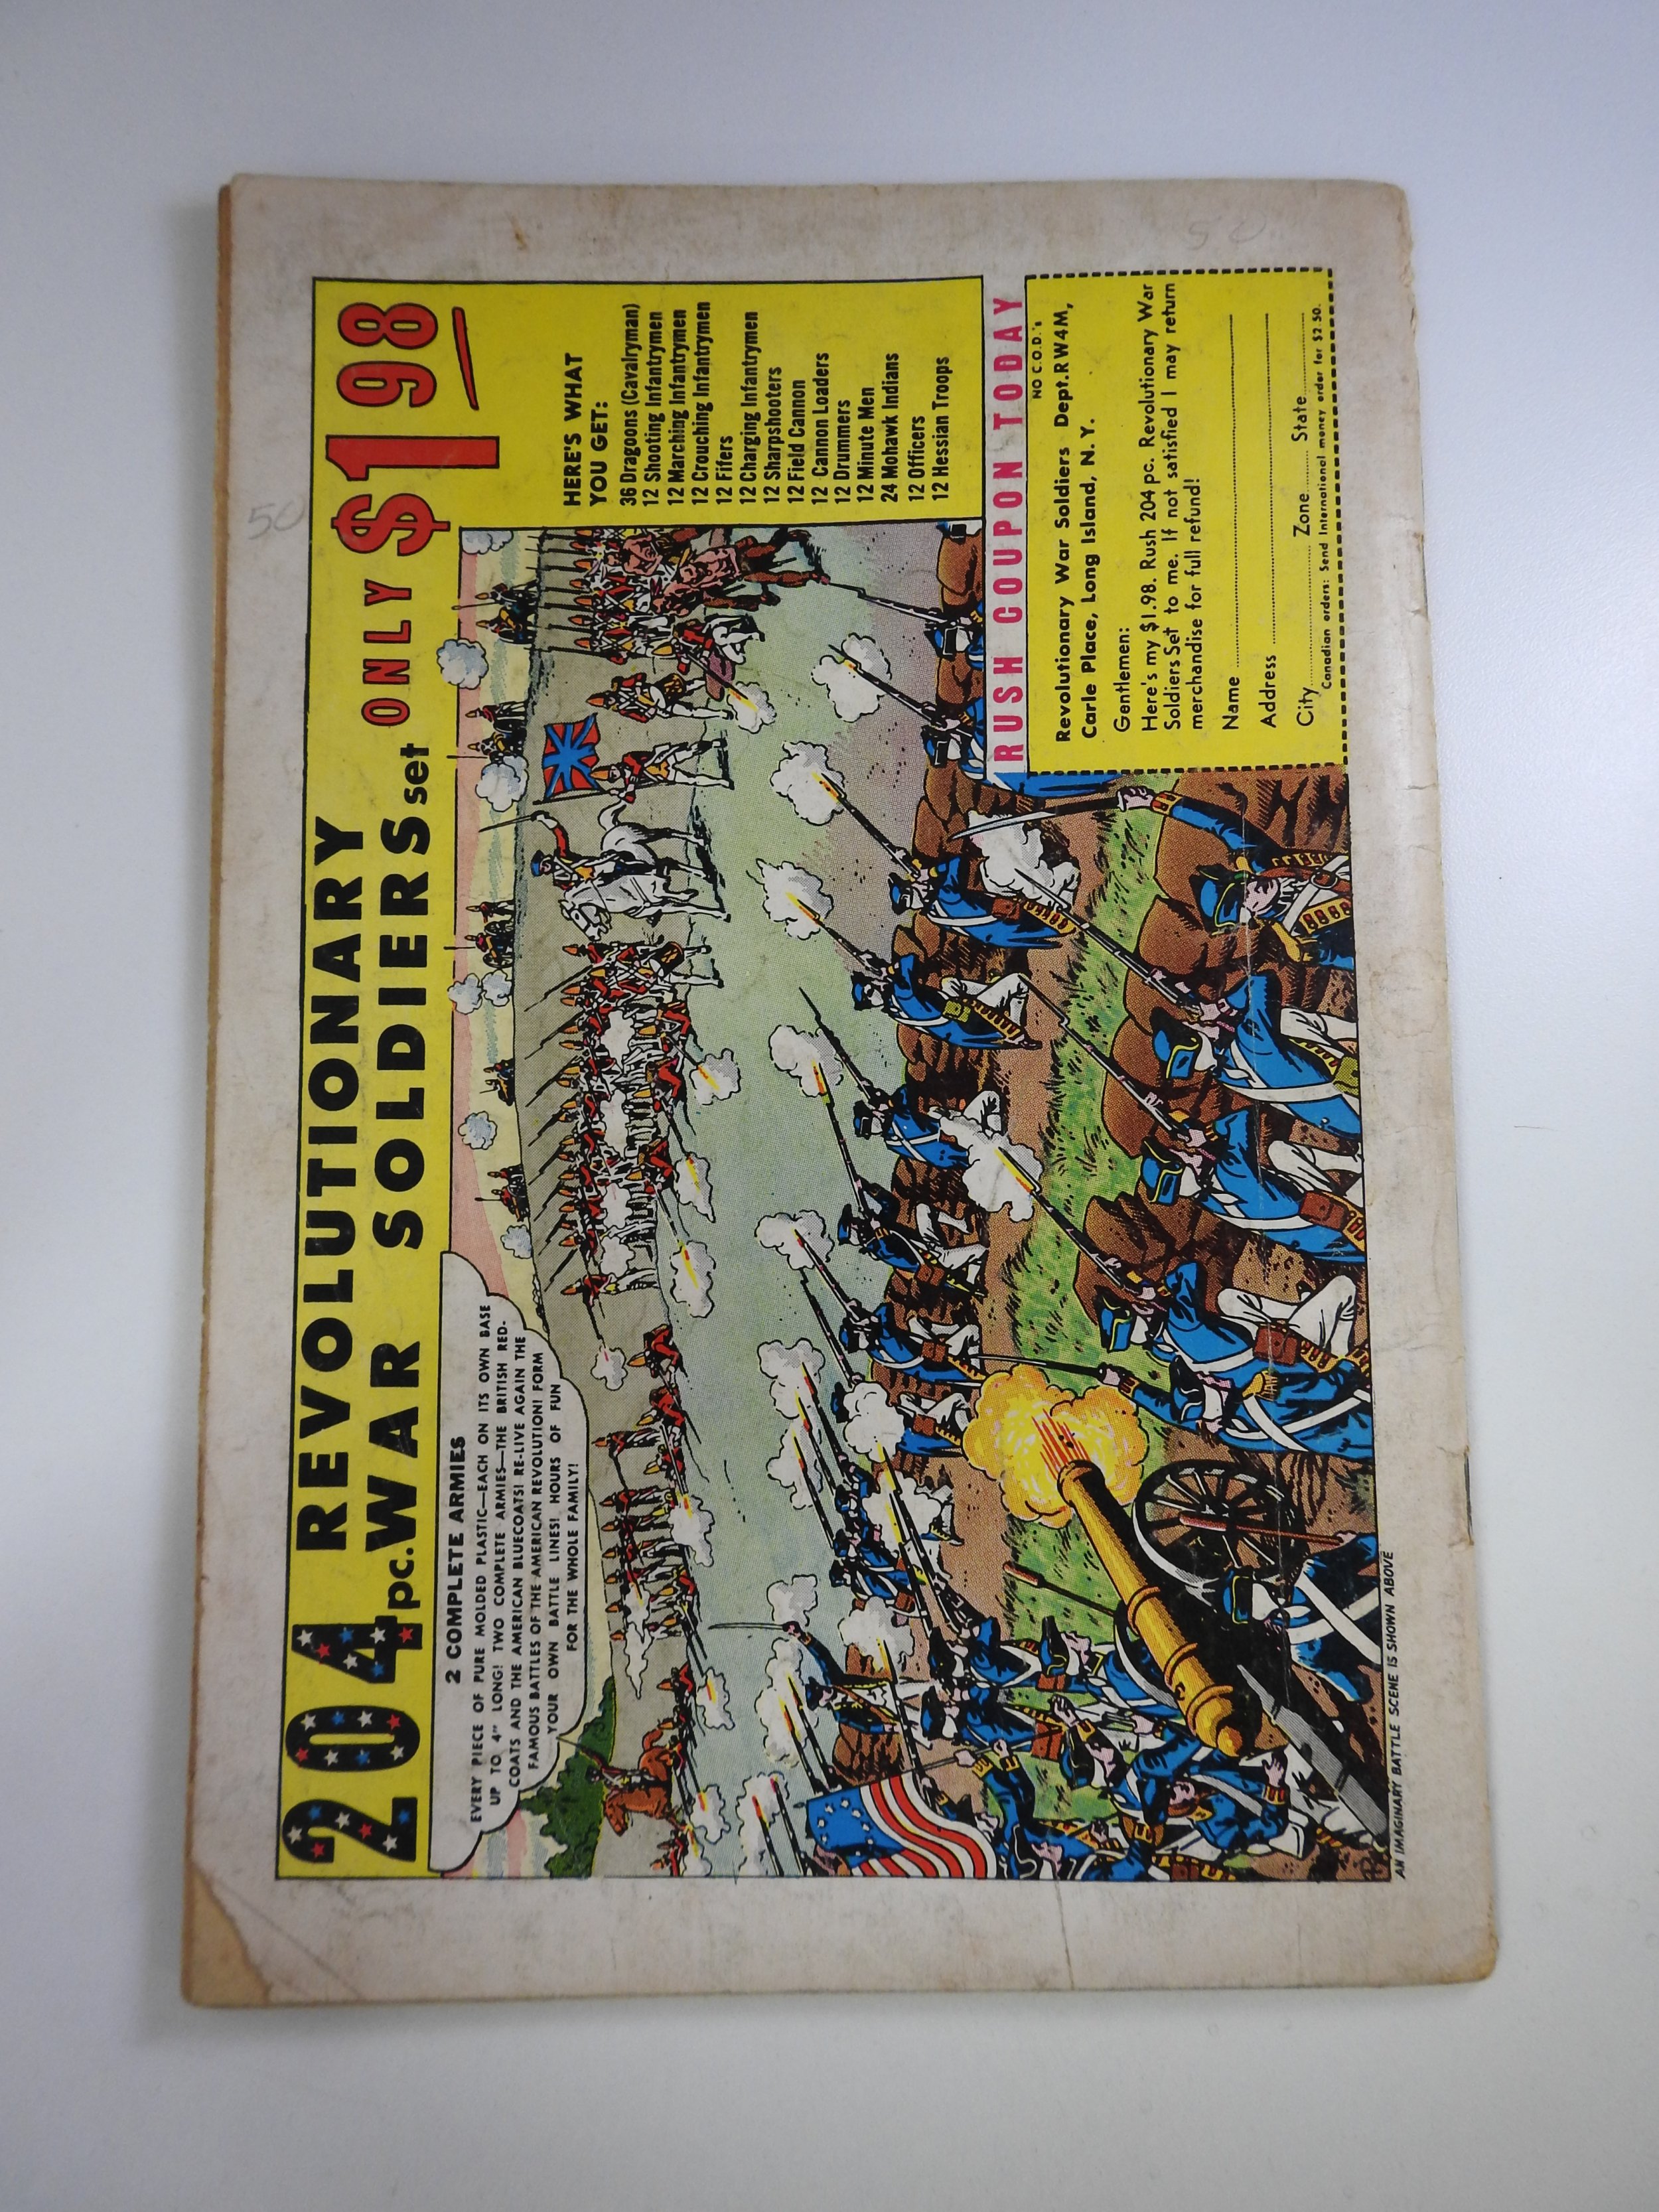 204 REVOLUTIONARY
pc. WAR SOLDIERS set ONLY $1 98
2 COMPLETE ARMIES
EVERY PIECE OF PURE MOLDED PLASTIC—EACH ON ITS OWN BASE
UP TO 4" LONG! TWO COMPLETE ARMIES—THE BRITISH RED-
COATS AND THE AMERICAN BLUECOATS! RE-LIVE AGAIN THE
FAMOUS BATTLES OF THE AMERICAN REVOLUTION! FORM
YOUR OWN BATTLE LINES! HOURS OF FUN
FOR THE WHOLE FAMILY!
HERE'S WHAT
YOU GET:
36 Dragoons (Cavalryman)
12 Shooting Infantrymen
12 Marching Infantrymen
12 Crouching Infantrymen
12 Fifers
12 Charging Infantrymen
12 Sharpshooters
12 Field Cannon
12 Cannon Loaders
12 Drummers
12 Minute Men
24 Mohawk Indians
12 Officers
12 Hessian Troops
RUSH COUPON TODAY
NO C.O.D.'s
Revolutionary War Soldiers Dept.RW4M,
Carle Place, Long Island, N.Y.
Gentlemen:
Here's my $1.98. Rush 204 pc. Revolutionary War
Soldiers Set to me. If not satisfied I may return
merchandise for full refund!
Name
Address
City Zone State
Canadian orders: Send International money order for $2.50.
AN IMAGINARY BATTLE SCENE IS SHOWN ABOVE
50
50